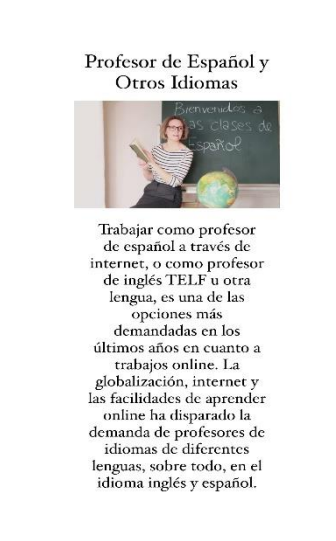 Profesor de Español y
Otros Idiomas
Bienvenidos a
las clases de
Español
Trabajar como profesor
de español a través de
internet, o como profesor
de inglés TELF u otra
lengua, es una de las
opciones más
demandadas en los
últimos años en cuanto a
trabajos online. La
globalización, internet y
las facilidades de aprender
online ha disparado la
demanda de profesores de
idiomas de diferentes
lenguas, sobre todo, en el
idioma inglés y español.